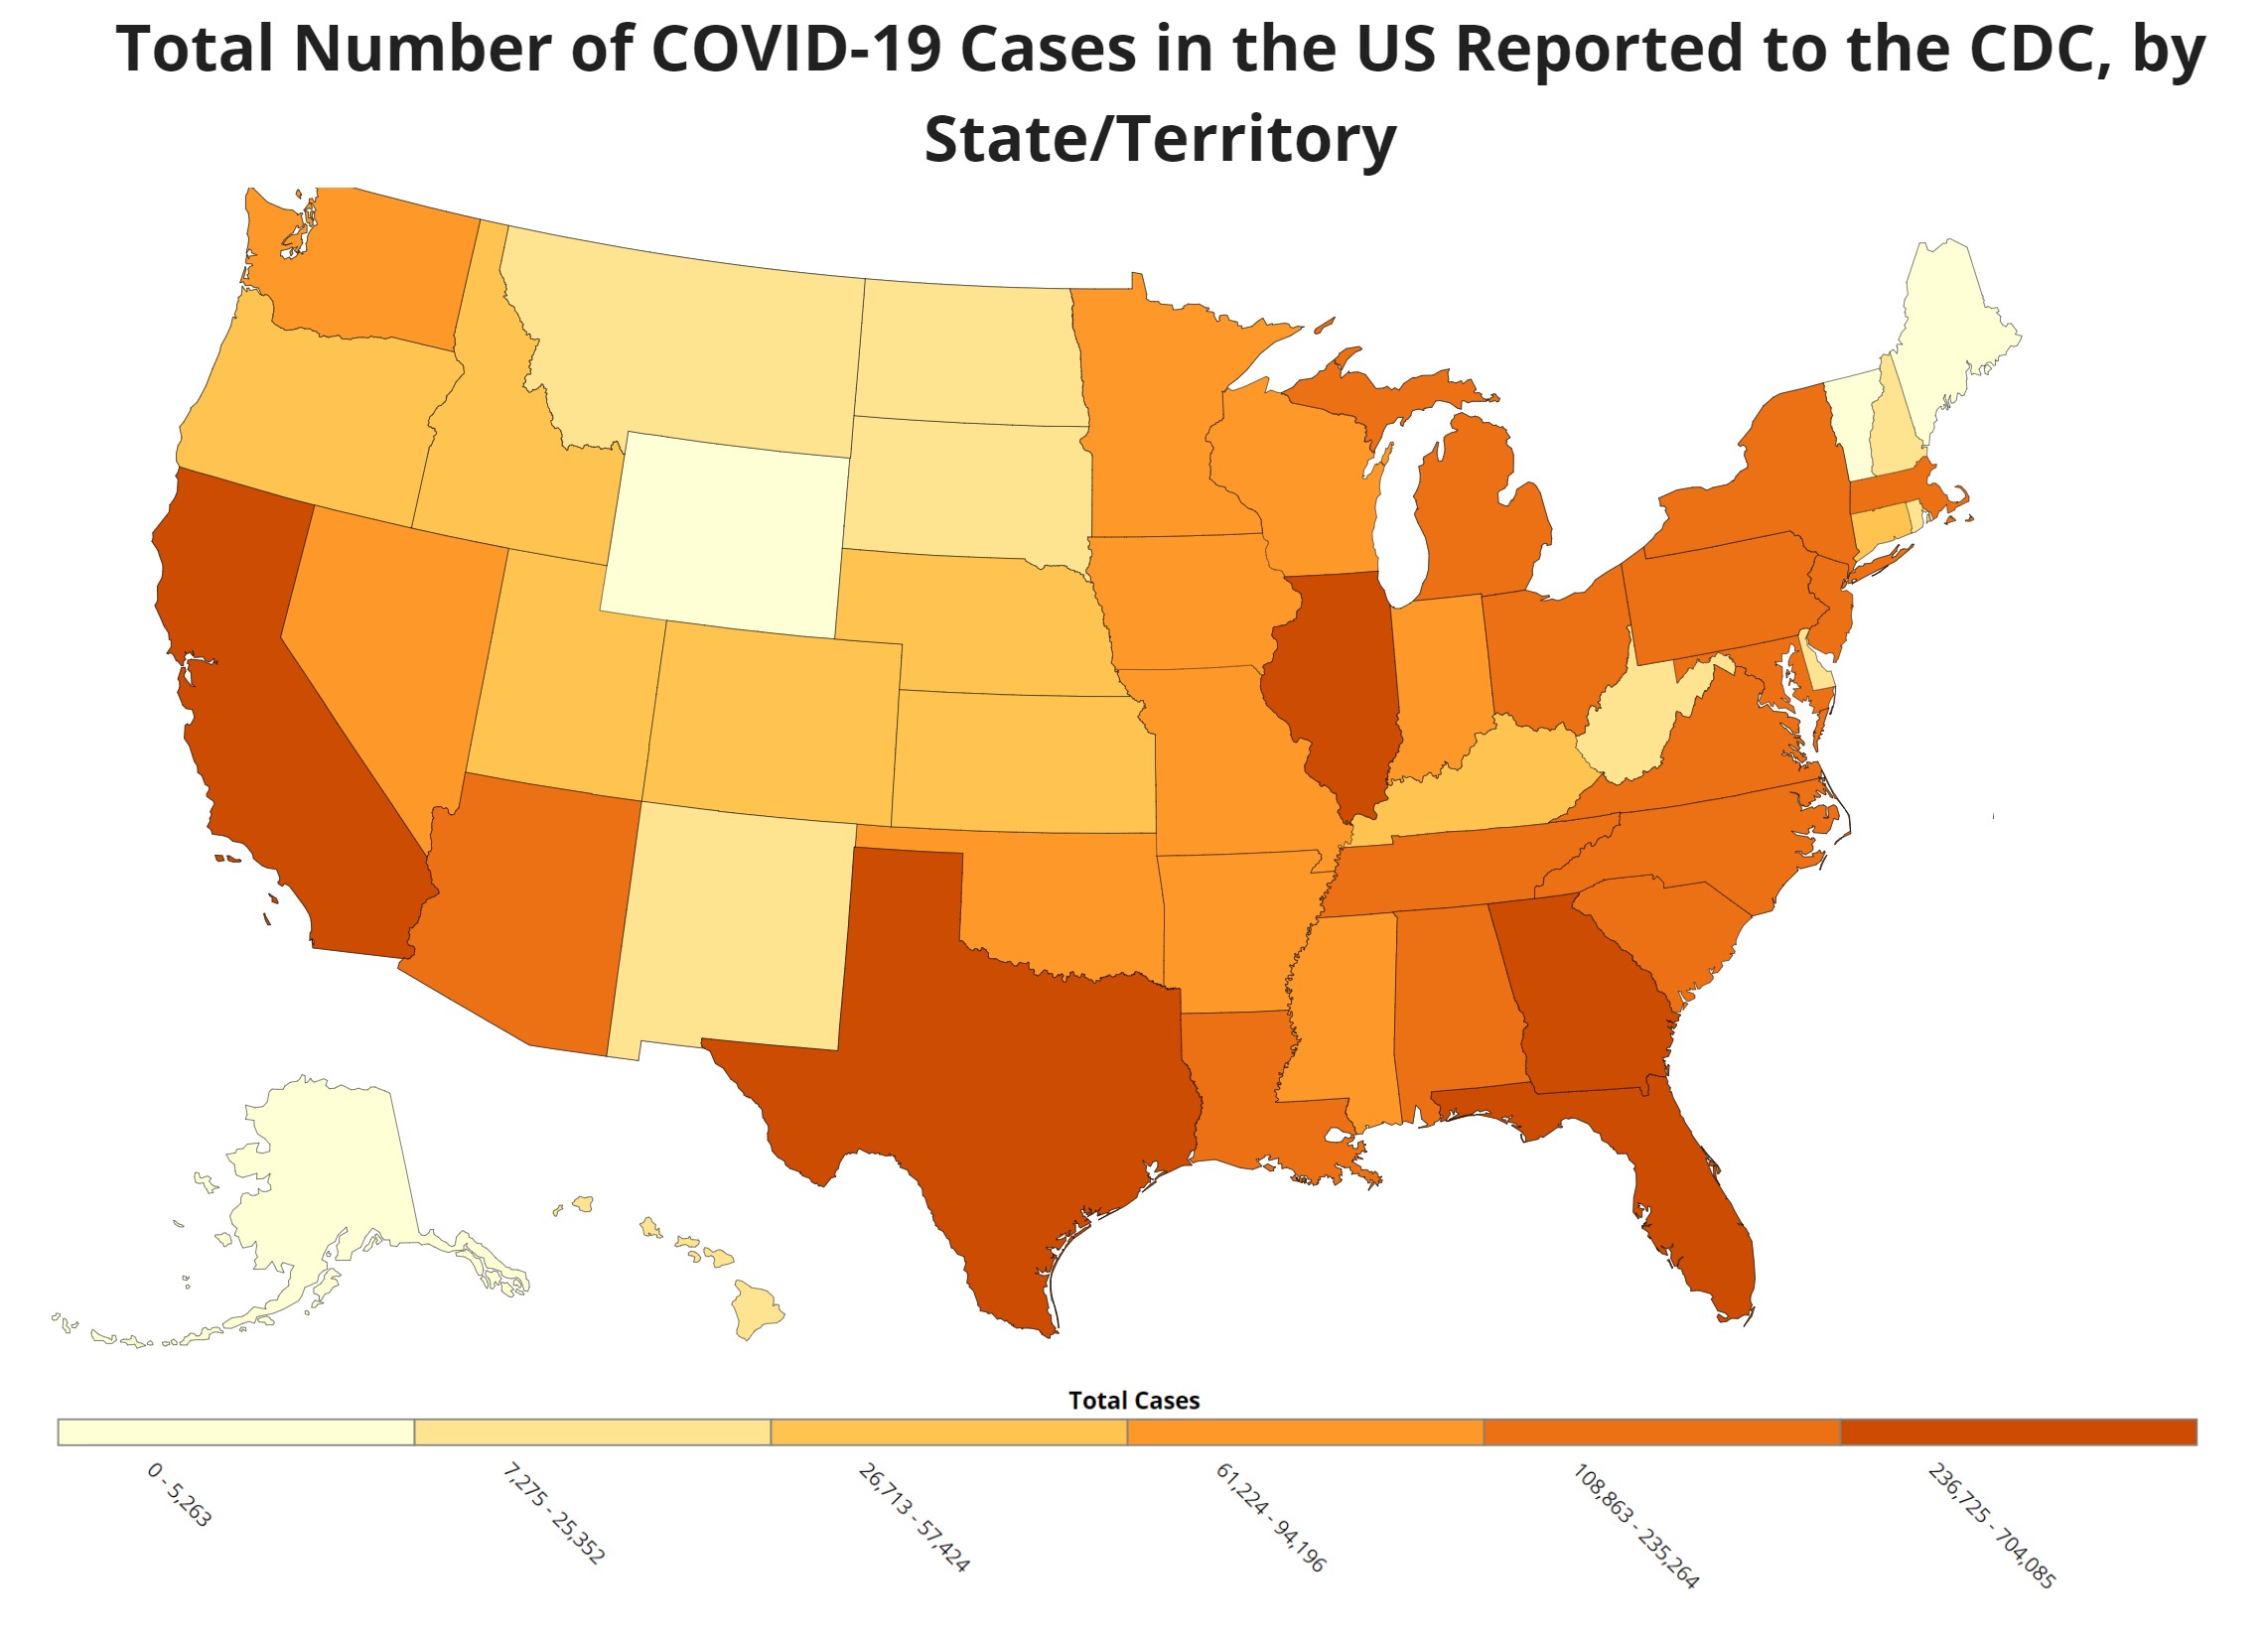 Total Number of COVID-19 Cases in the US Reported to the CDC, by
State/Territory
Total Cases
0 - 5,263
7,275 - 25,352
26,713 - 57,424
61,224 - 94,196
108,863 - 235,264
236,725 - 704,085